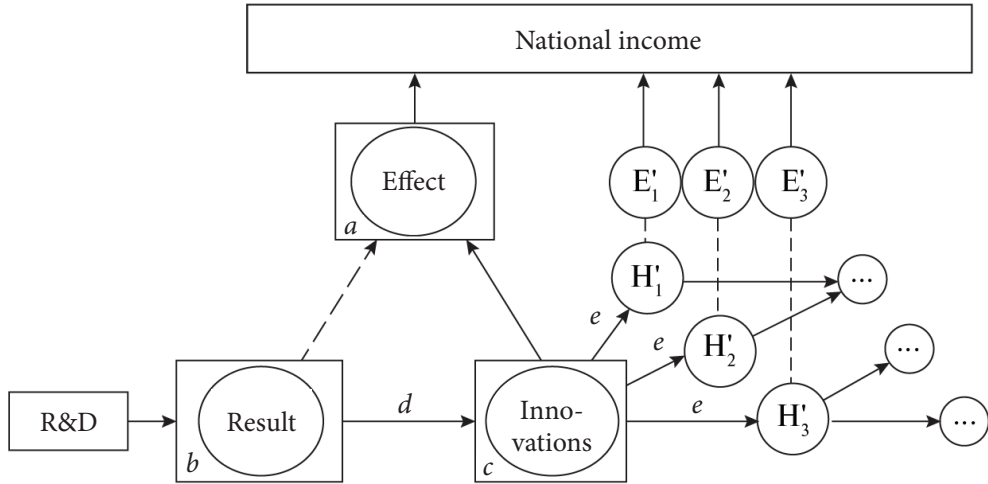 National income
Effect
a
E'1 E'2 E'3
H'1
...
e
e
H'2
...
R&D
Result
b
d
Inno-
vations
c
e
H'3
...